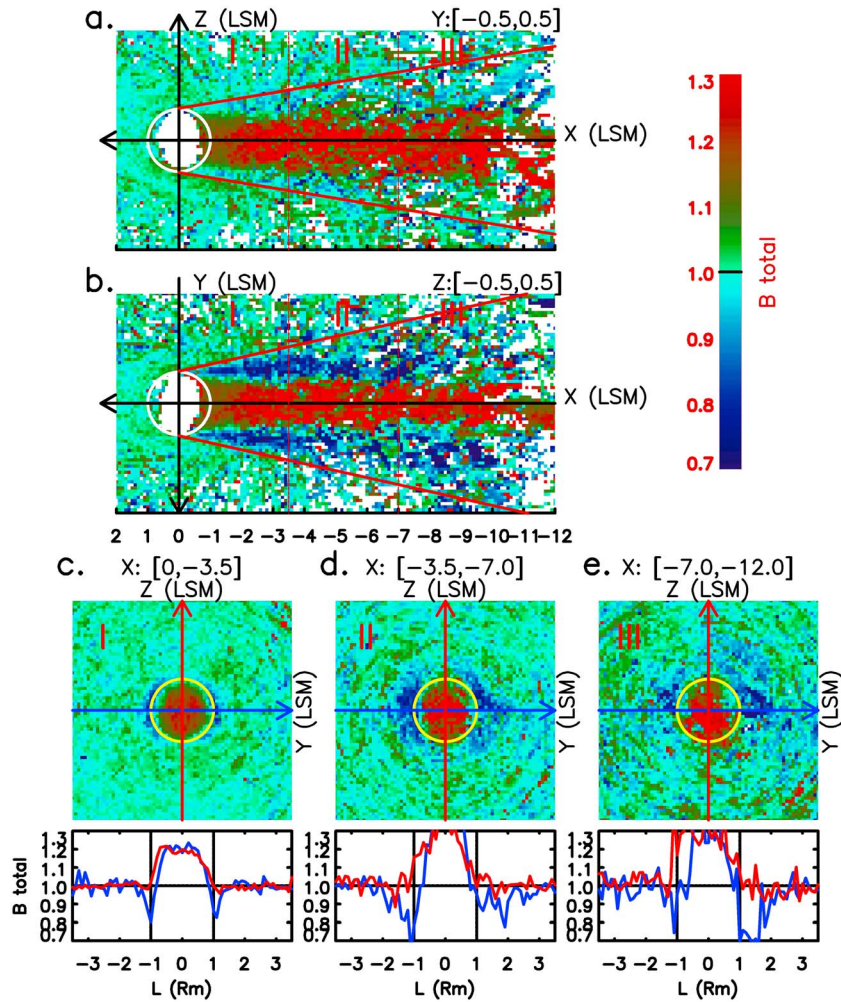 a.
Z (LSM)
Y:[−0.5,0.5]
I
II
III
X (LSM)
b.
Y (LSM)
Z:[−0.5,0.5]
I
II
III
X (LSM)
2 1 0 −1 −2 −3 −4 −5 −6 −7 −8 −9 −10 −11 −12
1.3
1.2
1.1
1.0
0.9
0.8
0.7
B total
c. X: [0,−3.5]
Z (LSM)
I
Y (LSM)
d. X: [−3.5,−7.0]
Z (LSM)
II
Y (LSM)
e. X: [−7.0,−12.0]
Z (LSM)
III
Y (LSM)
B total
1.3
1.2
1.1
1.0
0.9
0.8
0.7
−3 −2 −1 0 1 2 3
L (Rm)
1.3
1.2
1.1
1.0
0.9
0.8
0.7
−3 −2 −1 0 1 2 3
L (Rm)
1.3
1.2
1.1
1.0
0.9
0.8
0.7
−3 −2 −1 0 1 2 3
L (Rm)